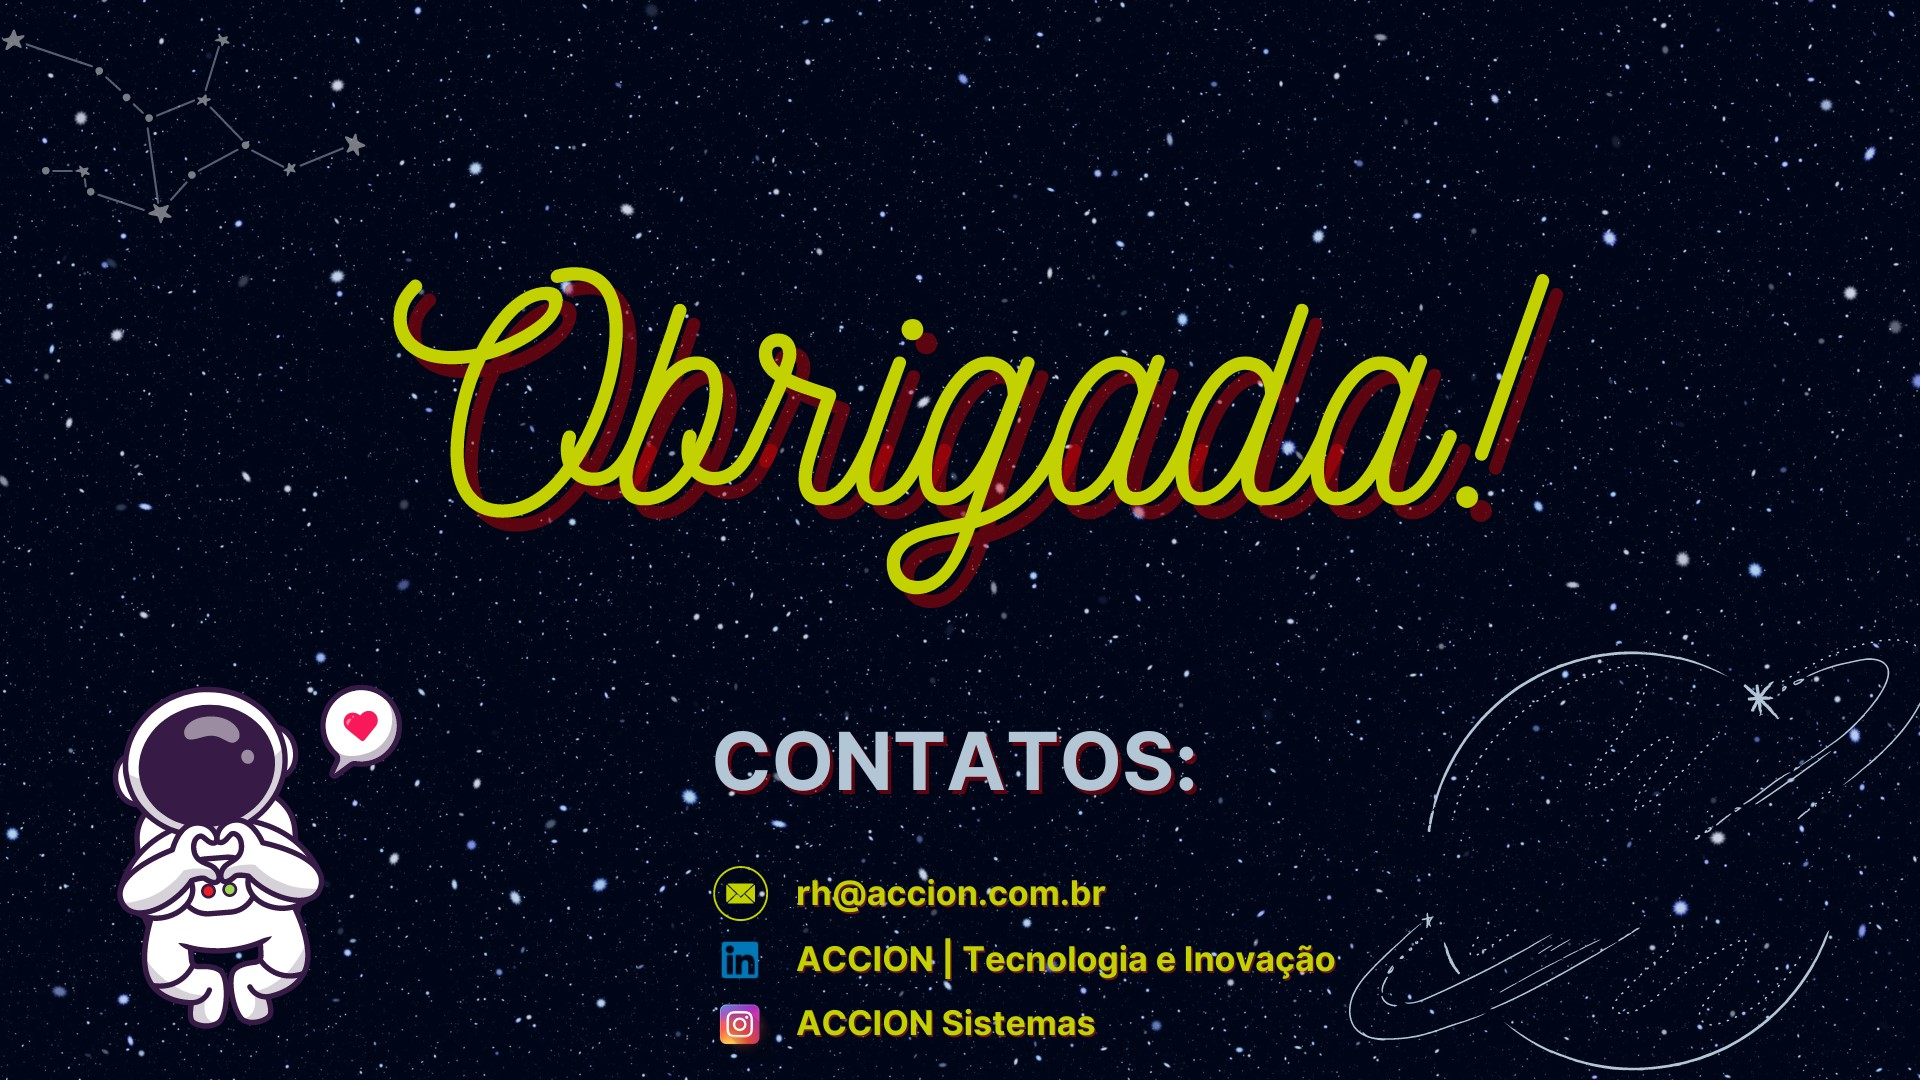 Obrigada!
CONTATOS:
rh@accion.com.br
ACCION | Tecnologia e Inovação
ACCION Sistemas